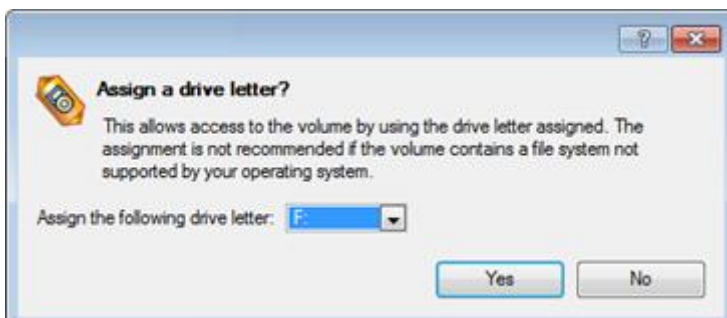 Assign a drive letter?
This allows access to the volume by using the drive letter assigned. The
assignment is not recommended if the volume contains a file system not
supported by your operating system.
Assign the following drive letter: F:
Yes No